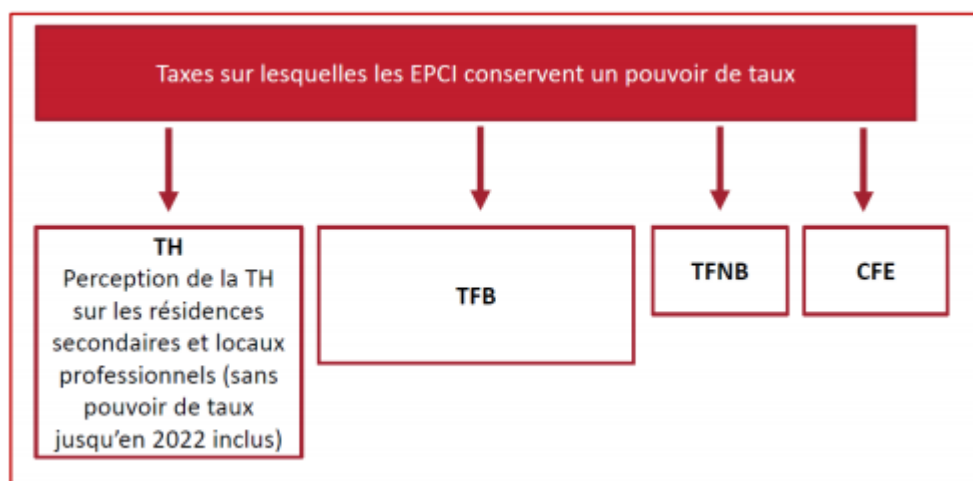 Taxes sur lesquelles les EPCI conservent un pouvoir de taux
TH
Perception de la TH
sur les résidences
secondaires et locaux
professionnels (sans
pouvoir de taux
jusqu'en 2022 inclus)
TFB
TFNB
CFE